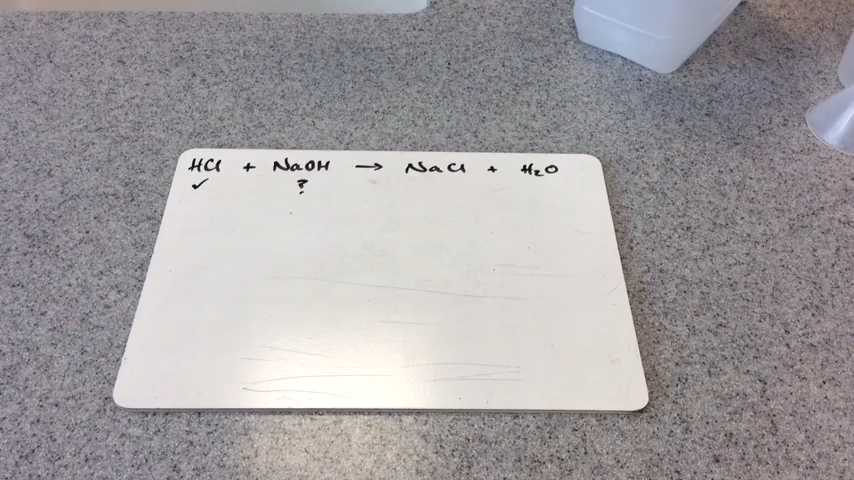 HCl + NaOH → NaCl + H₂O
✓ ?